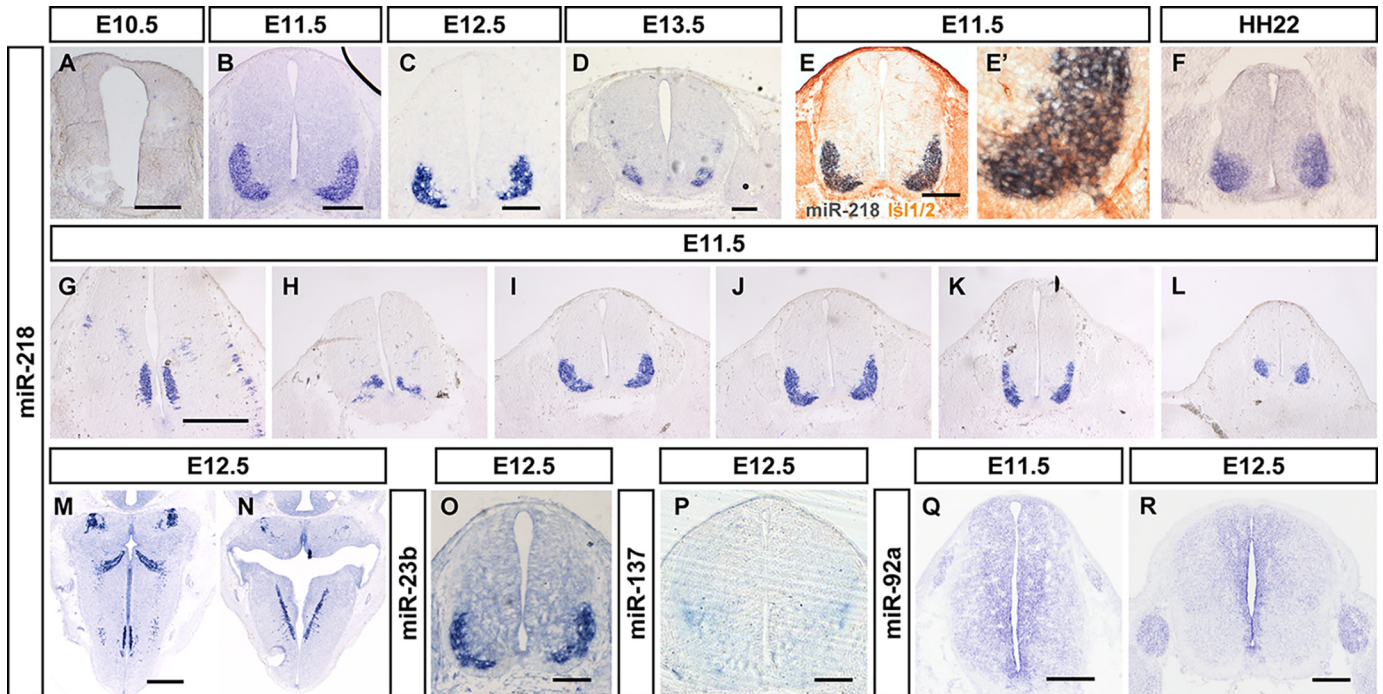 E10.5 E11.5 E12.5 E13.5 E11.5 HH22
A B C D E E' F
miR-218 Isl1/2
E11.5
miR-218
G H I J K L
E12.5 E12.5 E12.5 E11.5 E12.5
M N O P Q R
miR-23b miR-137 miR-92a